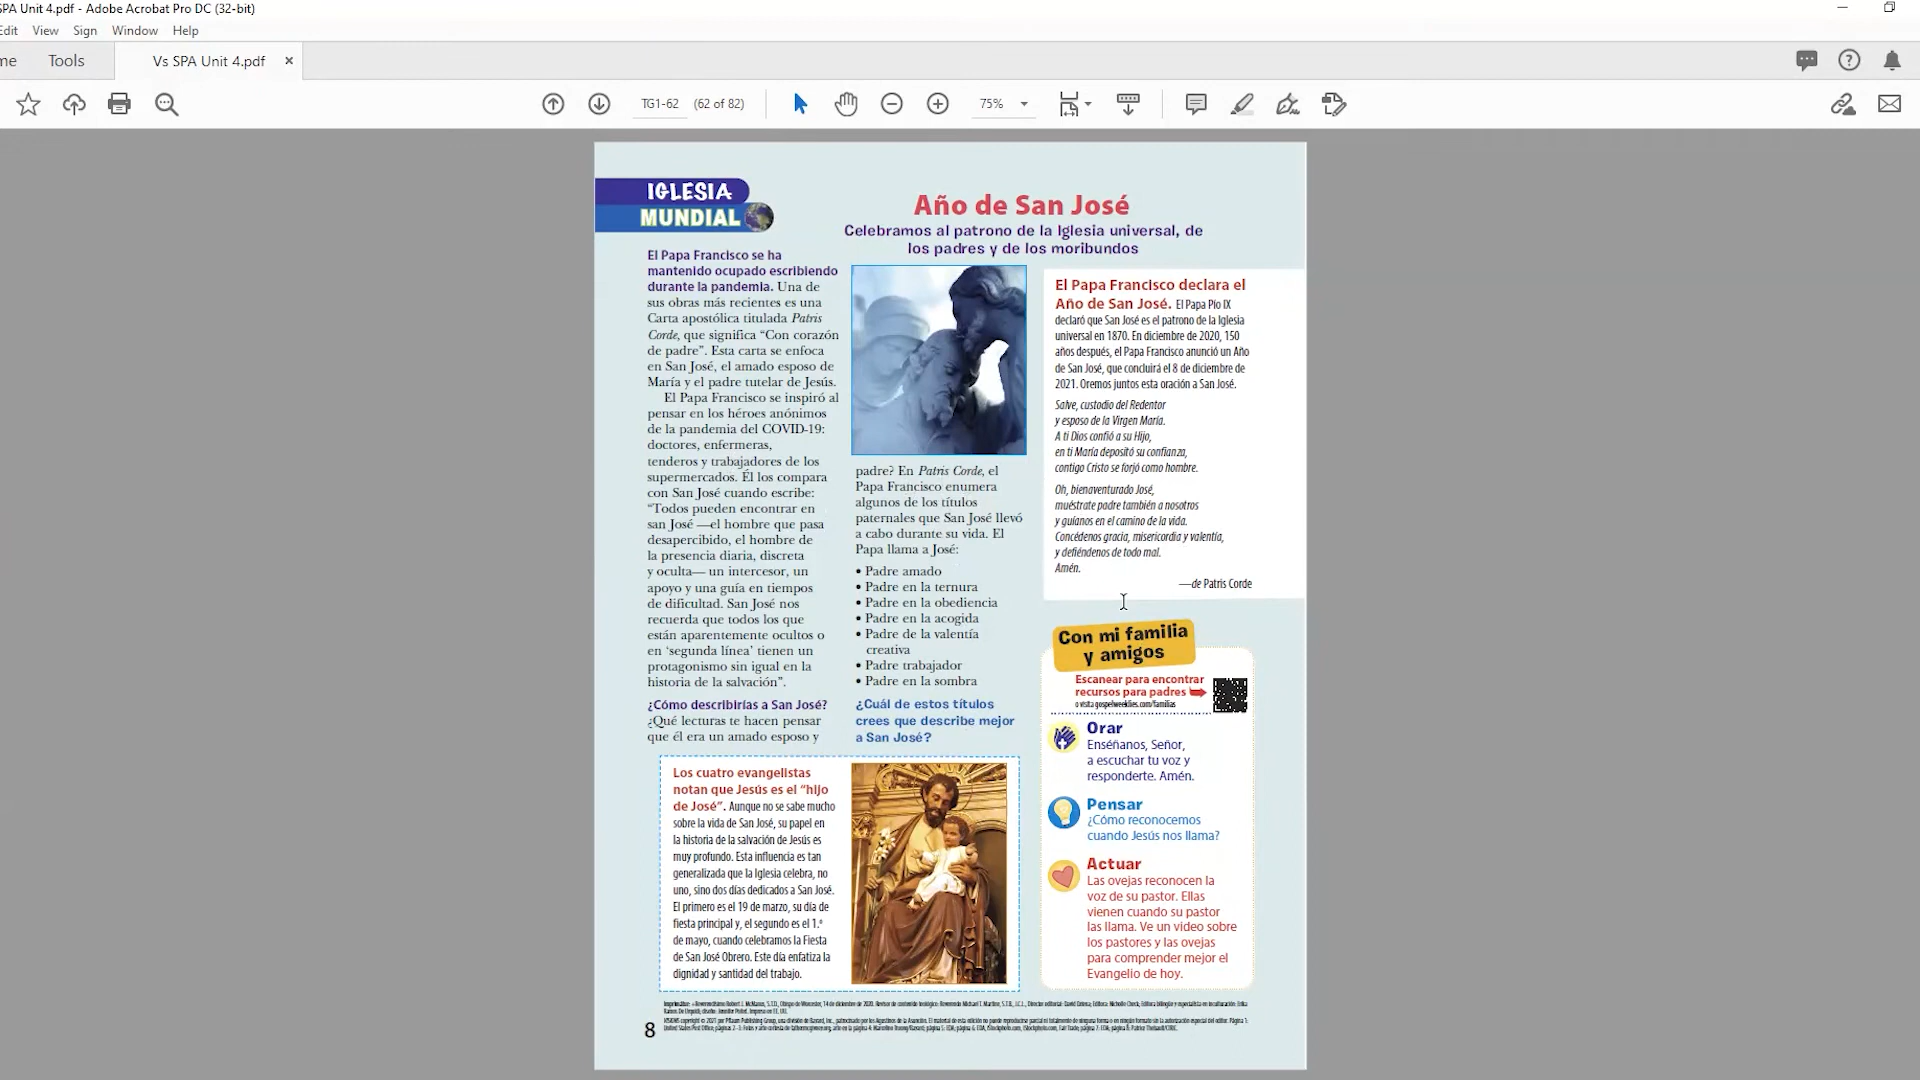 SPA Unit 4.pdf - Adobe Acrobat Pro DC (32-bit)
Edit View Sign Window Help
me Tools Vs SPA Unit 4.pdf ×
TG1-62 (62 of 82) 75%
IGLESIA
MUNDIAL
Año de San José
Celebramos al patrono de la Iglesia universal, de
los padres y de los moribundos
El Papa Francisco se ha
mantenido ocupado escribiendo
durante la pandemia. Una de
sus obras más recientes es una
Carta apostólica titulada Patris
Corde, que significa “Con corazón
de padre”. Esta carta se enfoca
en San José, el amado esposo de
María y el padre tutelar de Jesús.
El Papa Francisco se inspiró al
pensar en los héroes anónimos
de la pandemia del COVID-19:
doctores, enfermeras,
tenderos y trabajadores de los
supermercados. Él los compara
con San José cuando escribe:
“Todos pueden encontrar en
san José —el hombre que pasa
desapercibido, el hombre de
la presencia diaria, discreta
y oculta— un intercesor, un
apoyo y una guía en tiempos
de dificultad. San José nos
recuerda que todos los que
están aparentemente ocultos o
en ‘segunda línea’ tienen un
protagonismo sin igual en la
historia de la salvación”.
¿Cómo describirías a San José?
¿Qué lecturas te hacen pensar
que él era un amado esposo y
padre? En Patris Corde, el
Papa Francisco enumera
algunos de los títulos
paternales que San José llevó
a cabo durante su vida. El
Papa llama a José:
• Padre amado
• Padre en la ternura
• Padre en la obediencia
• Padre en la acogida
• Padre de la valentía
creativa
• Padre trabajador
• Padre en la sombra
¿Cuál de estos títulos
crees que describe mejor
a San José?
El Papa Francisco declara el
Año de San José. El Papa Pío IX
declaró que San José es el patrono de la Iglesia
universal en 1870. En diciembre de 2020, 150
años después, el Papa Francisco anunció un Año
de San José, que concluirá el 8 de diciembre de
2021. Oremos juntos esta oración a San José.
Salve, custodio del Redentor
y esposo de la Virgen María.
A ti Dios confió a su Hijo,
en ti María depositó su confianza,
contigo Cristo se forjó como hombre.
Oh, bienaventurado José,
muéstrate padre también a nosotros
y guíanos en el camino de la vida.
Concédenos gracia, misericordia y valentía,
y defiéndenos de todo mal.
Amén.
—de Patris Corde
Los cuatro evangelistas
notan que Jesús es el “hijo
de José”. Aunque no se sabe mucho
sobre la vida de San José, su papel en
la historia de la salvación de Jesús es
muy profundo. Esta influencia es tan
generalizada que la Iglesia celebra, no
uno, sino dos días dedicados a San José.
El primero es el 19 de marzo, su día de
fiesta principal y, el segundo es el 1.º
de mayo, cuando celebramos la Fiesta
de San José Obrero. Este día enfatiza la
dignidad y santidad del trabajo.
Con mi familia
y amigos
Escanear para encontrar
recursos para padres
o visita gospelweeklies.com/familias
Orar
Enséñanos, Señor,
a escuchar tu voz y
responderte. Amén.
Pensar
¿Cómo reconocemos
cuando Jesús nos llama?
Actuar
Las ovejas reconocen la
voz de su pastor. Ellas
vienen cuando su pastor
las llama. Ve un video sobre
los pastores y las ovejas
para comprender mejor el
Evangelio de hoy.
8